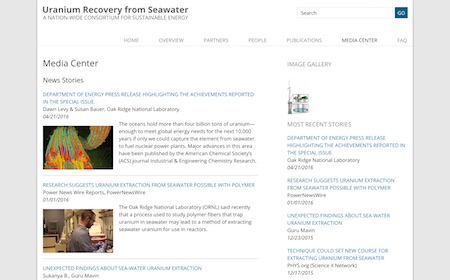 Uranium Recovery from Seawater
A NATION WIDE CONSORTIUM FOR SUSTAINABLE ENERGY
Search
GO
HOME OVERVIEW PARTNERS PEOPLE PUBLICATIONS MEDIA CENTER FAQ
Media Center
News Stories
DEPARTMENT OF ENERGY PRESS RELEASE HIGHLIGHTING THE ACHIEVEMENTS REPORTED
IN THE SPECIAL ISSUE.
Dawn Levy & Susan Bauer, Oak Ridge National Laboratory
04/21/2016
The oceans hold more than four billion tons of uranium—
enough to meet global energy needs for the next 10,000
years if only we could capture the element from seawater
to fuel nuclear power plants. Major advances in this area
have been published by the American Chemical Society's
(ACS) journal Industrial & Engineering Chemistry Research.
RESEARCH SUGGESTS URANIUM EXTRACTION FROM SEAWATER POSSIBLE WITH POLYMER
Power News Wire Reports, PowerNewsWire
01/01/2016
The Oak Ridge National Laboratory (ORNL) said recently
that a process used to study polymer fibers that trap
uranium in seawater may lead to a method of extracting
seawater uranium for use in reactors.
UNEXPECTED FINDINGS ABOUT SEA WATER URANIUM EXTRACTION
Sukanya B., Guru Mavin
IMAGE GALLERY
MOST RECENT STORIES
DEPARTMENT OF ENERGY PRESS RELEASE
HIGHLIGHTING THE ACHIEVEMENTS REPORTED IN
THE SPECIAL ISSUE
Oak Ridge National Laboratory
04/21/2016
RESEARCH SUGGESTS URANIUM EXTRACTION
FROM SEAWATER POSSIBLE WITH POLYMER
PowerNewsWire
01/01/2016
UNEXPECTED FINDINGS ABOUT SEA WATER
URANIUM EXTRACTION
Guru Mavin
12/23/2015
TECHNIQUE COULD SET NEW COURSE FOR
EXTRACTING URANIUM FROM SEAWATER
PHYS.org (Science X Network)
12/17/2015